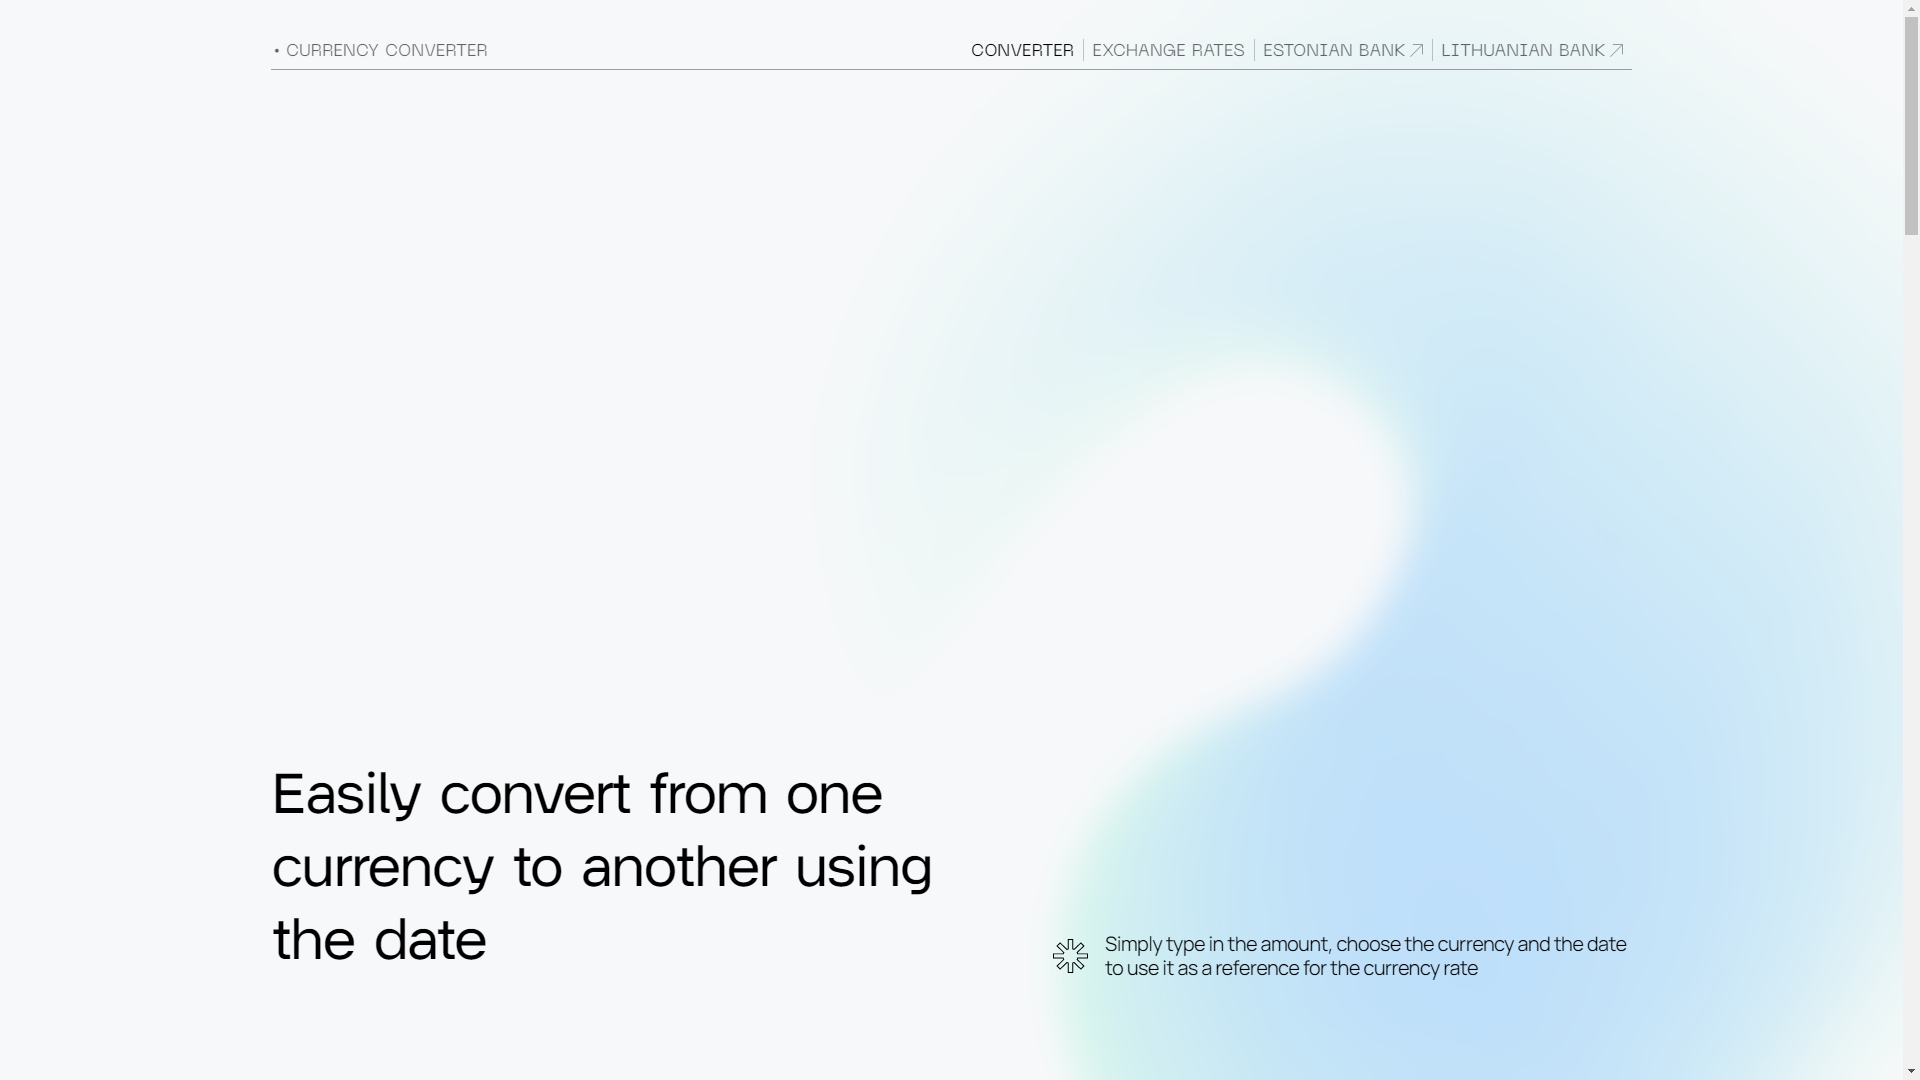 • CURRENCY CONVERTER
CONVERTER
EXCHANGE RATES
ESTONIAN BANK
LITHUANIAN BANK
Easily convert from one
currency to another using
the date
Simply type in the amount, choose the currency and the date
to use it as a reference for the currency rate